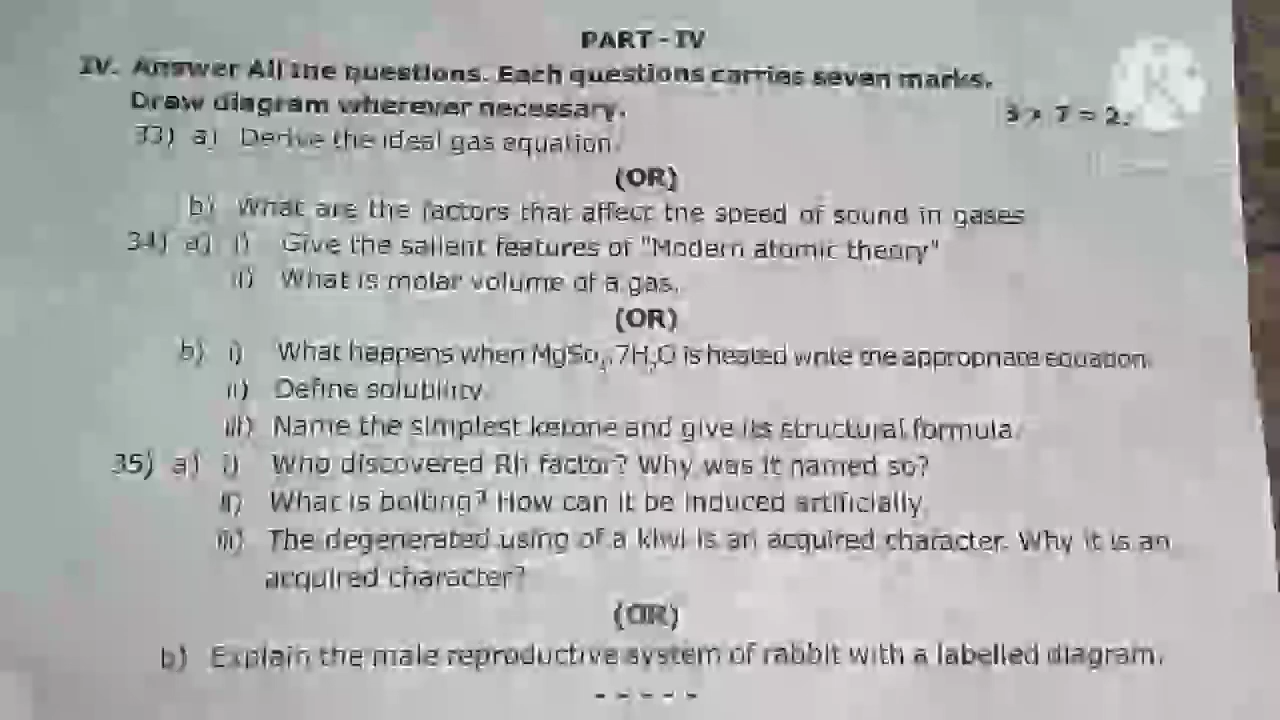 PART - IV
IV. Answer All the questions. Each questions carries seven marks.
Draw diagram wherever necessary. 3 x 7 = 2
33) a) Derive the ideal gas equation.
(OR)
b) What are the factors that affect the speed of sound in gases
34) a) i) Give the salient features of "Modern atomic theory"
ii) What is molar volume of a gas.
(OR)
b) i) What happens when MgSo₄.7H₂O is heated write the appropriate equation.
ii) Define solubility.
iii) Name the simplest ketone and give its structural formula.
35) a) i) Who discovered Rh factor? Why was it named so?
ii) What is bolting? How can it be induced artificially.
iii) The degenerated using of a kiwi is an acquired character. Why it is an
acquired character?
(OR)
b) Explain the male reproductive system of rabbit with a labelled diagram.
- - - - -
K